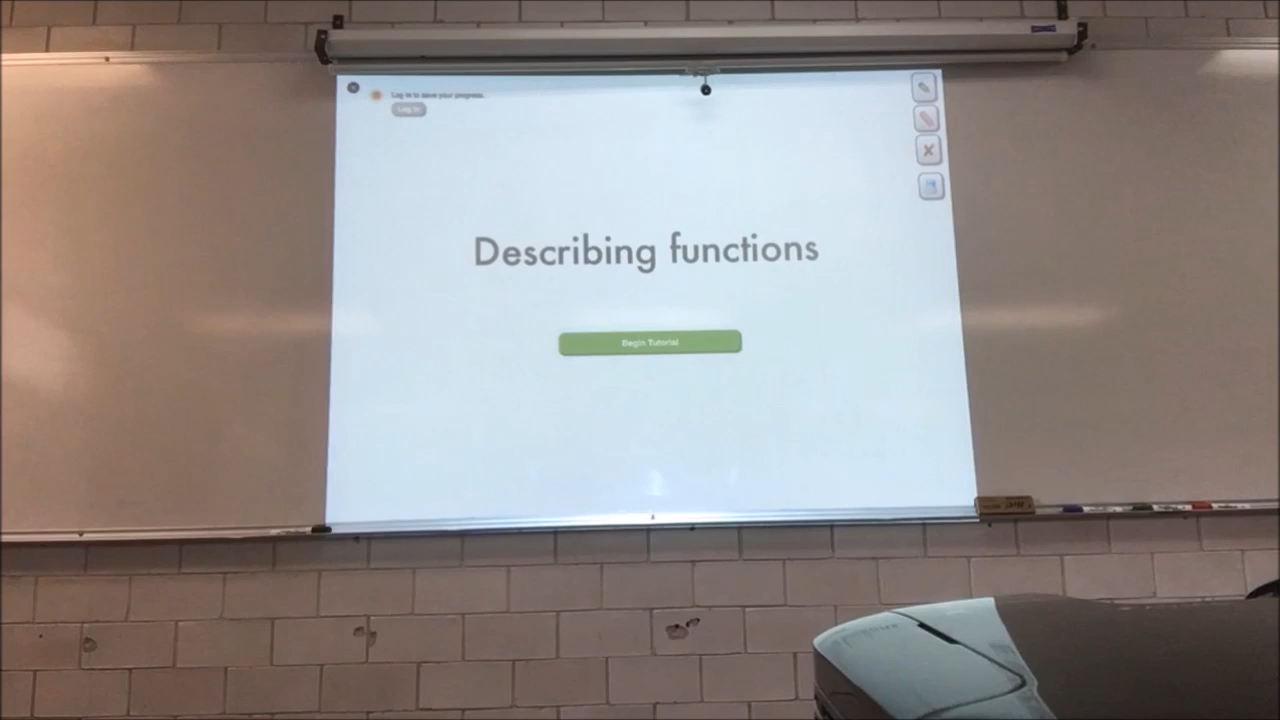 Log in to save your progress.
Log in
Describing functions
Begin Tutorial